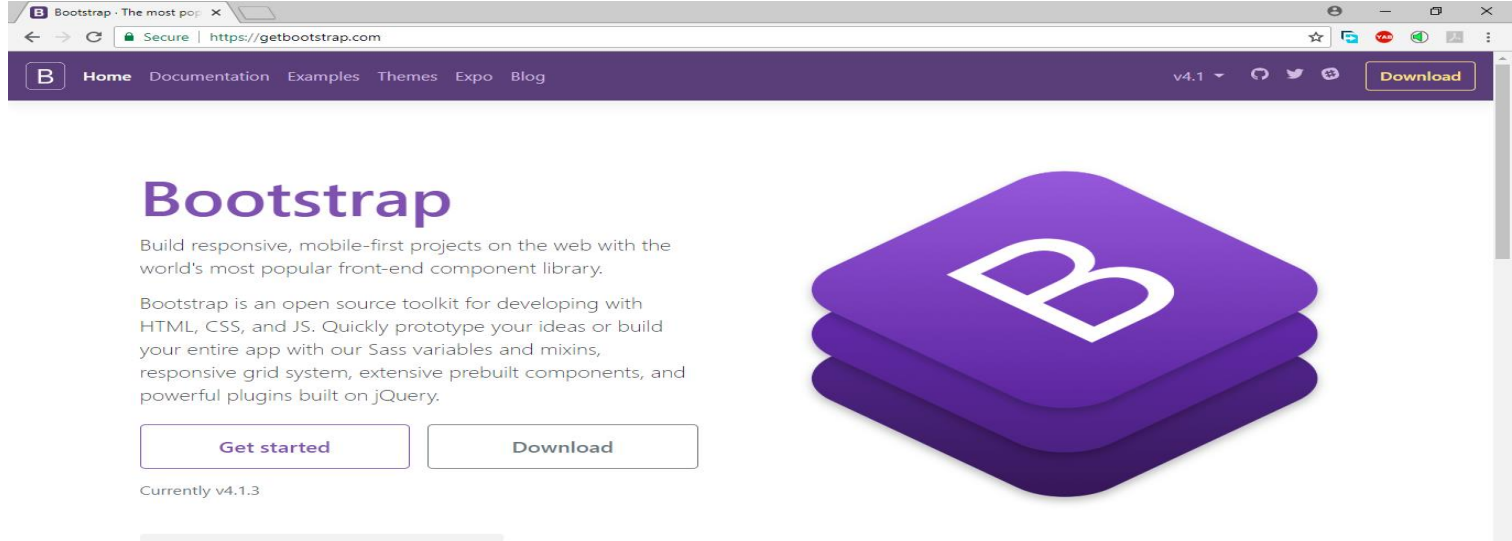 Bootstrap · The most pop
Secure | https://getbootstrap.com
YAB
B Home Documentation Examples Themes Expo Blog v4.1 Download
Bootstrap
Build responsive, mobile-first projects on the web with the
world's most popular front-end component library.
Bootstrap is an open source toolkit for developing with
HTML, CSS, and JS. Quickly prototype your ideas or build
your entire app with our Sass variables and mixins,
responsive grid system, extensive prebuilt components, and
powerful plugins built on jQuery.
Get started Download
Currently v4.1.3
B